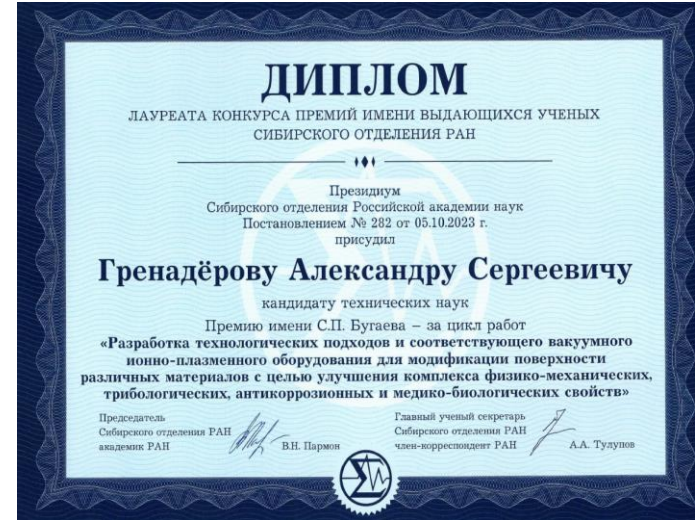 ДИПЛОМ
ЛАУРЕАТА КОНКУРСА ПРЕМИЙ ИМЕНИ ВЫДАЮЩИХСЯ УЧЕНЫХ
СИБИРСКОГО ОТДЕЛЕНИЯ РАН
Президиум
Сибирского отделения Российской академии наук
Постановлением № 282 от 05.10.2023 г.
присудил
Гренадёрову Александру Сергеевичу
кандидату технических наук
Премию имени С.П. Бугаева – за цикл работ
«Разработка технологических подходов и соответствующего вакуумного
ионно-плазменного оборудования для модификации поверхности
различных материалов с целью улучшения комплекса физико-механических,
трибологических, антикоррозионных и медико-биологических свойств»
Председатель
Сибирского отделения РАН
академик РАН В.Н. Пармон
Главный ученый секретарь
Сибирского отделения РАН
член-корреспондент РАН А.А. Тулупов